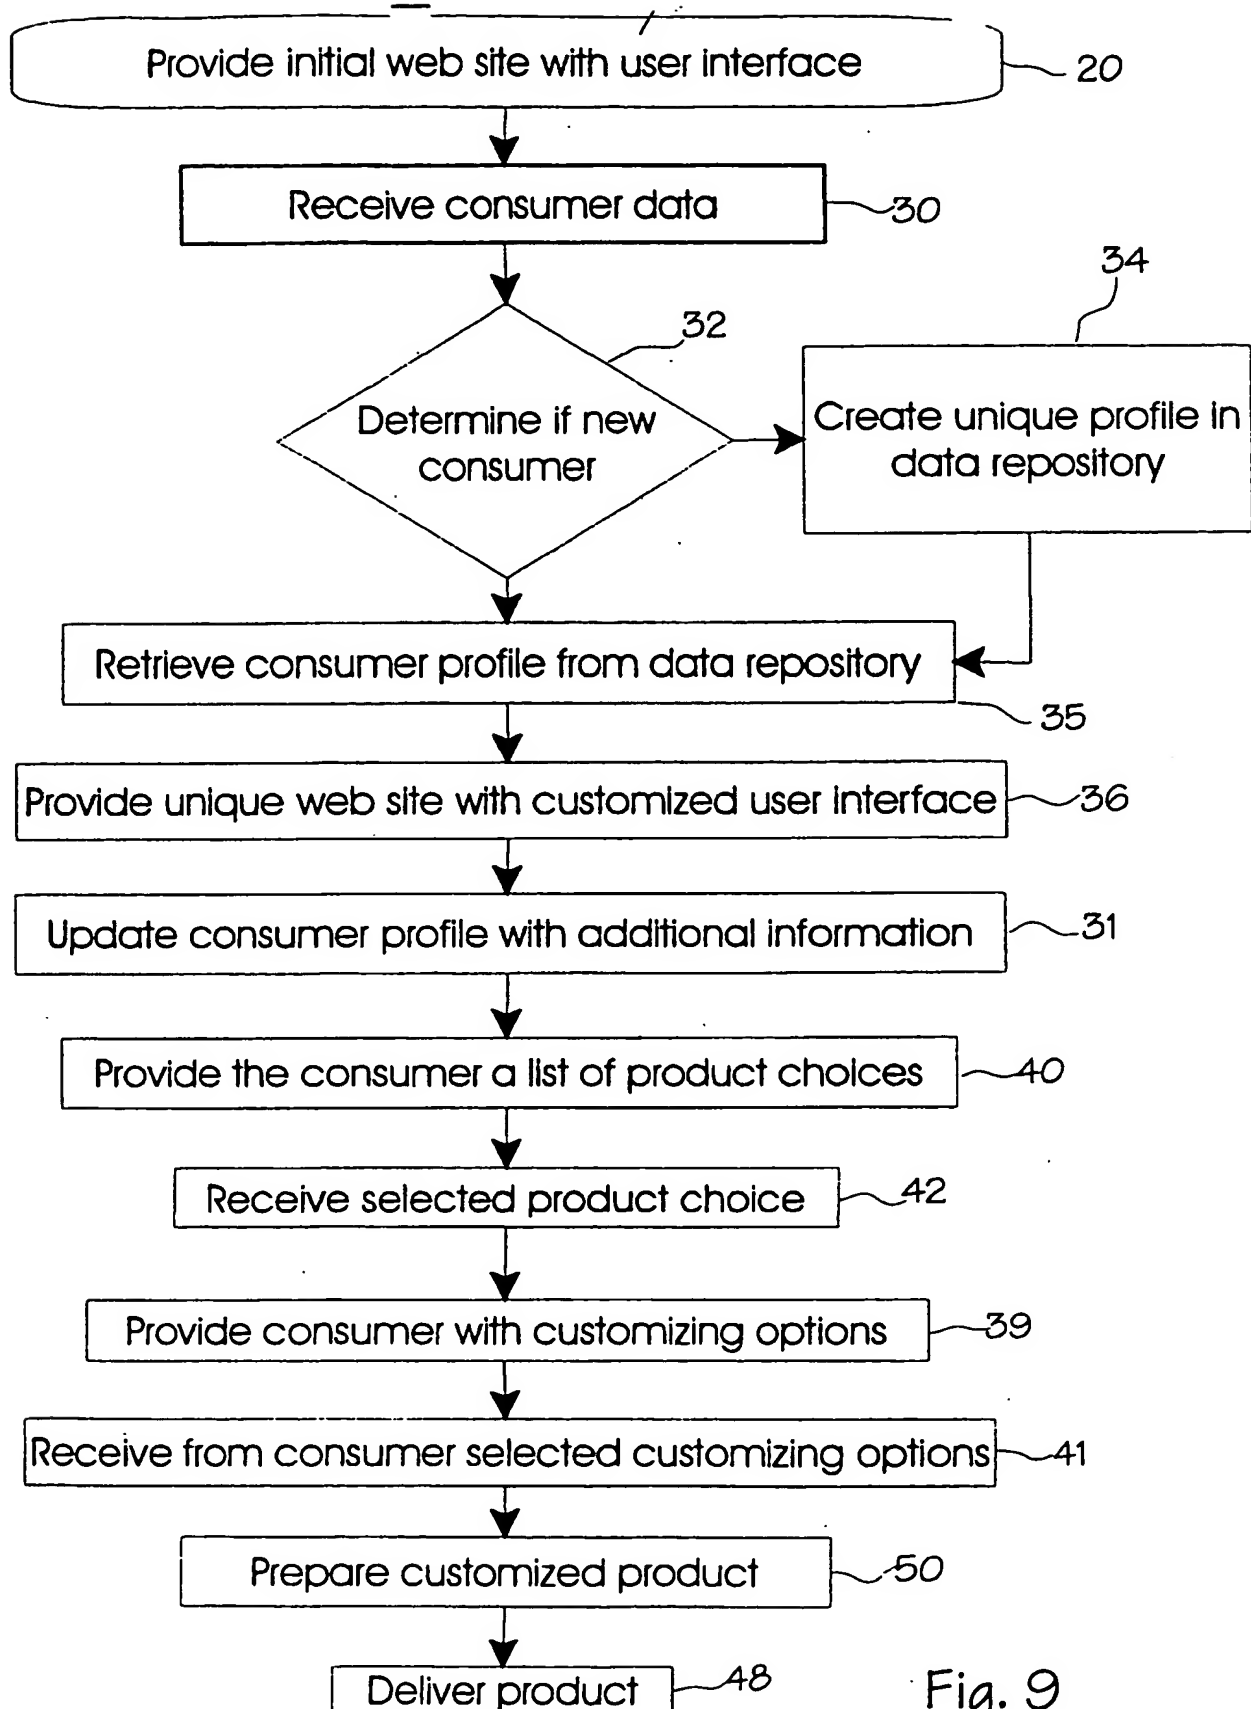 Provide initial web site with user interface
20
Receive consumer data
30
34
32
Determine if new
consumer
Create unique profile in
data repository
Retrieve consumer profile from data repository
35
Provide unique web site with customized user interface
36
Update consumer profile with additional information
31
Provide the consumer a list of product choices
40
Receive selected product choice
42
Provide consumer with customizing options
39
Receive from consumer selected customizing options
41
Prepare customized product
50
Deliver product
48
Fig. 9